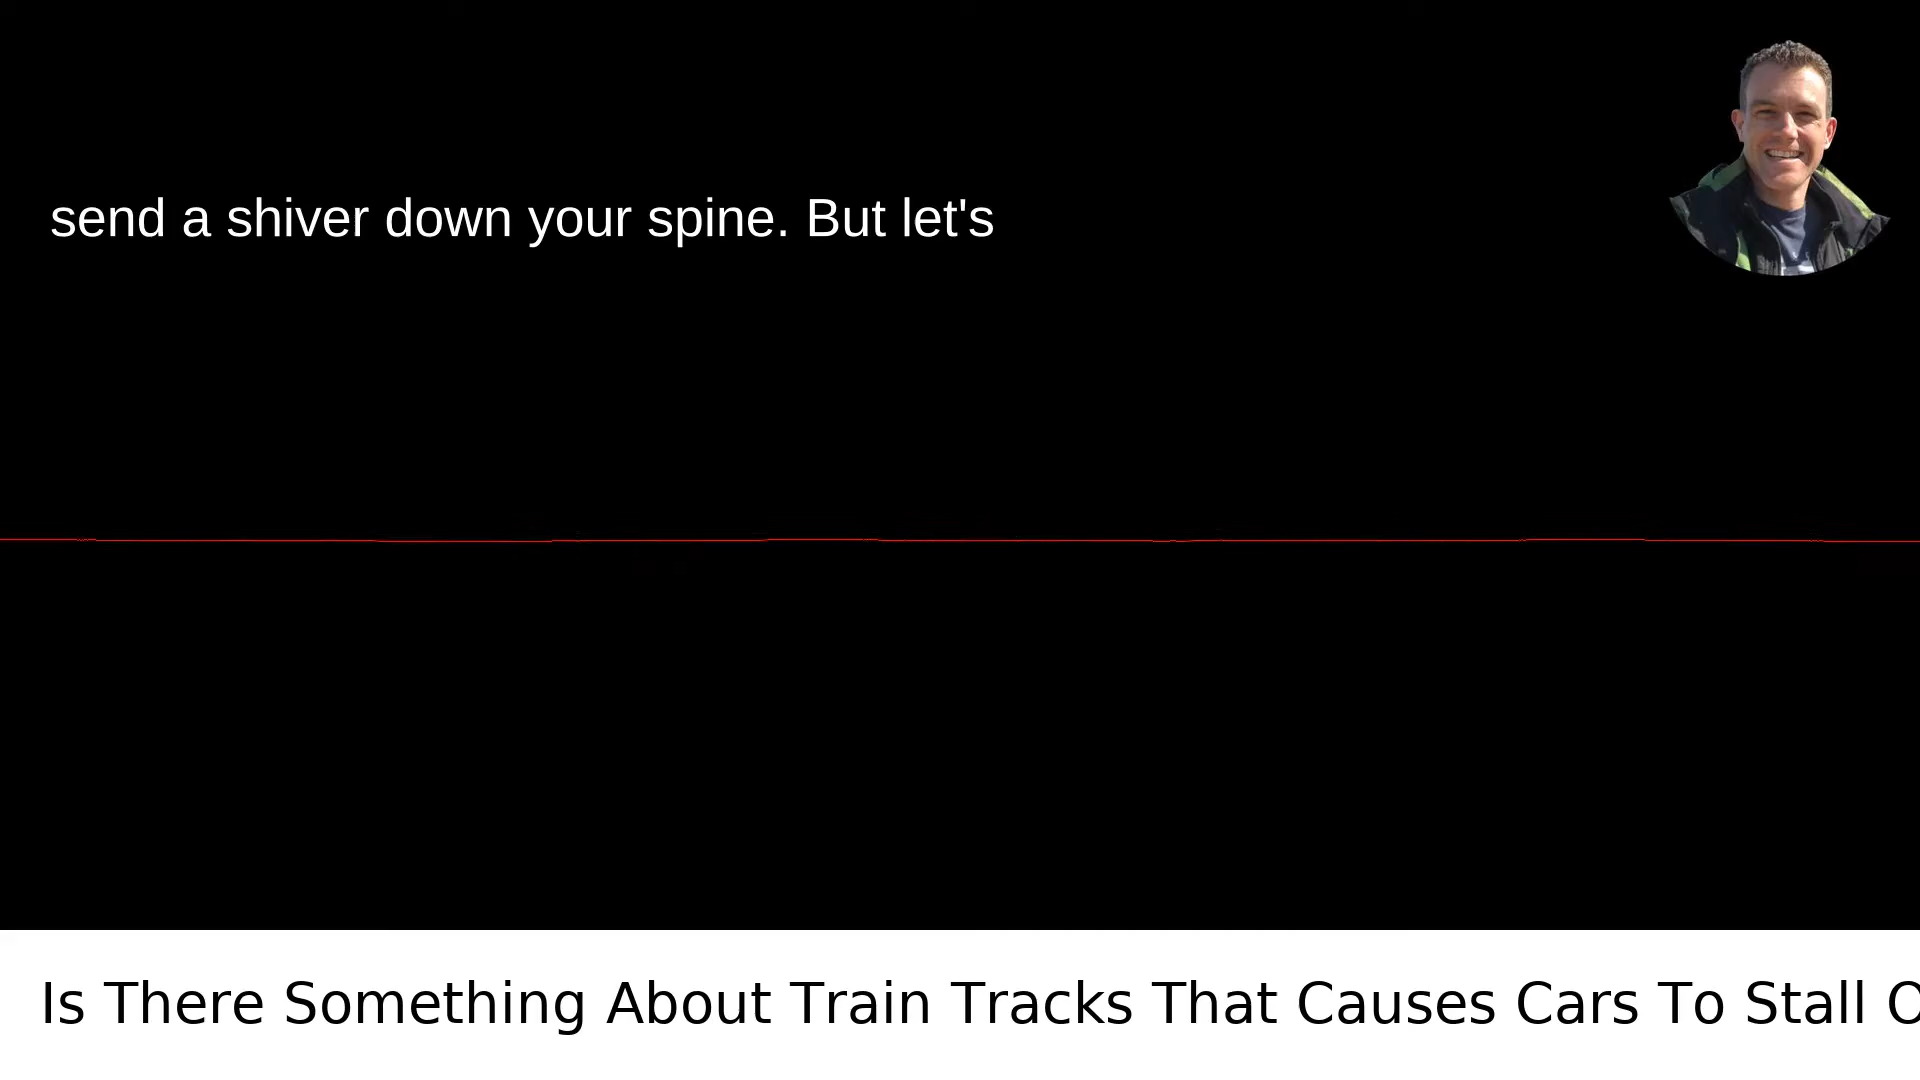 send a shiver down your spine. But let's
Is There Something About Train Tracks That Causes Cars To Stall